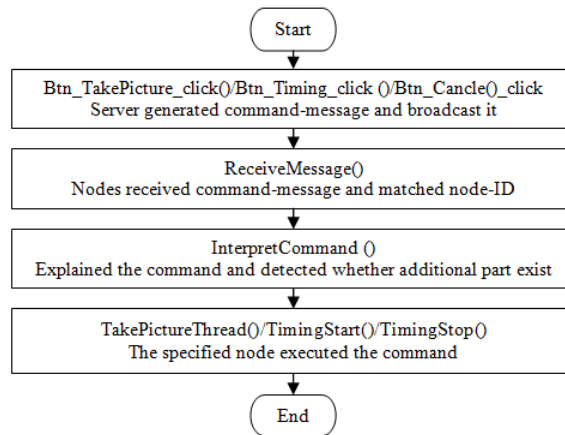 Start
Btn_TakePicture_click()/Btn_Timing_click ()/Btn_Cancle()_click
Server generated command-message and broadcast it
ReceiveMessage()
Nodes received command-message and matched node-ID
InterpretCommand ()
Explained the command and detected whether additional part exist
TakePictureThread()/TimingStart()/TimingStop()
The specified node executed the command
End